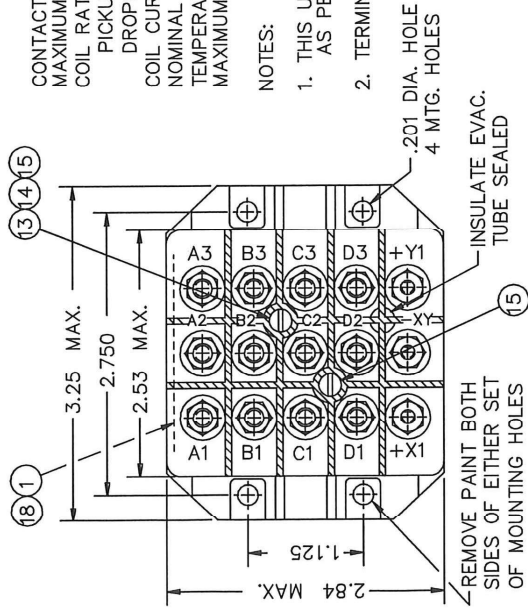 CONTACT
MAXIMUM
COIL RAT
PICKU
DROP
COIL CUR
NOMINAL
TEMPERA
MAXIMUM
NOTES:
1. THIS U
AS PE
2. TERMIN
18 1
13 14 15
3.25 MAX.
2.750
2.53 MAX.
.201 DIA. HOLE
4 MTG. HOLES
INSULATE EVAC.
TUBE SEALED
A1 A2 A3
B1 B2 B3
C1 C2 C3
D1 D2 D3
+X1 -XY +Y1
15
1.125
2.84 MAX.
REMOVE PAINT BOTH
SIDES OF EITHER SET
OF MOUNTING HOLES